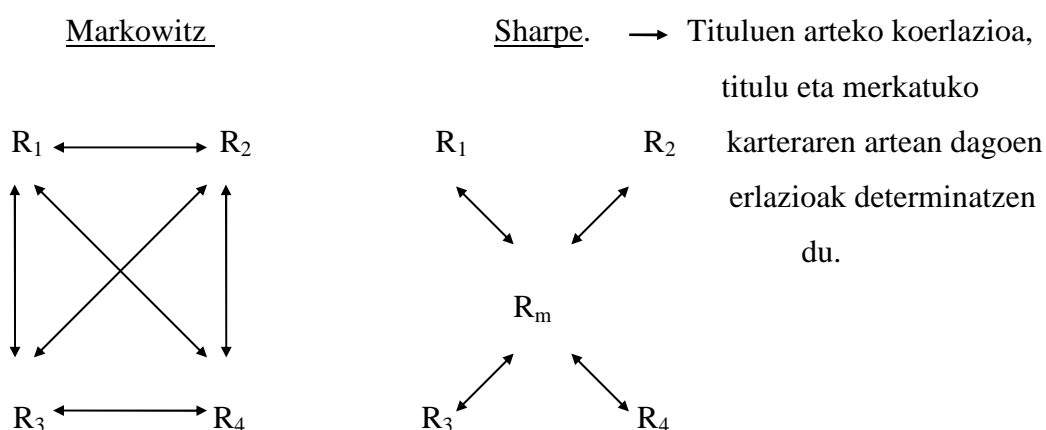 Markowitz
Sharpe. → Tituluen arteko koerlazioa,
titulu eta merkatuko
R₁ R₂ R₁ R₂ karteraren artean dagoen
erlazioak determinatzen
du.
Rₘ
R₃ R₄ R₃ R₄